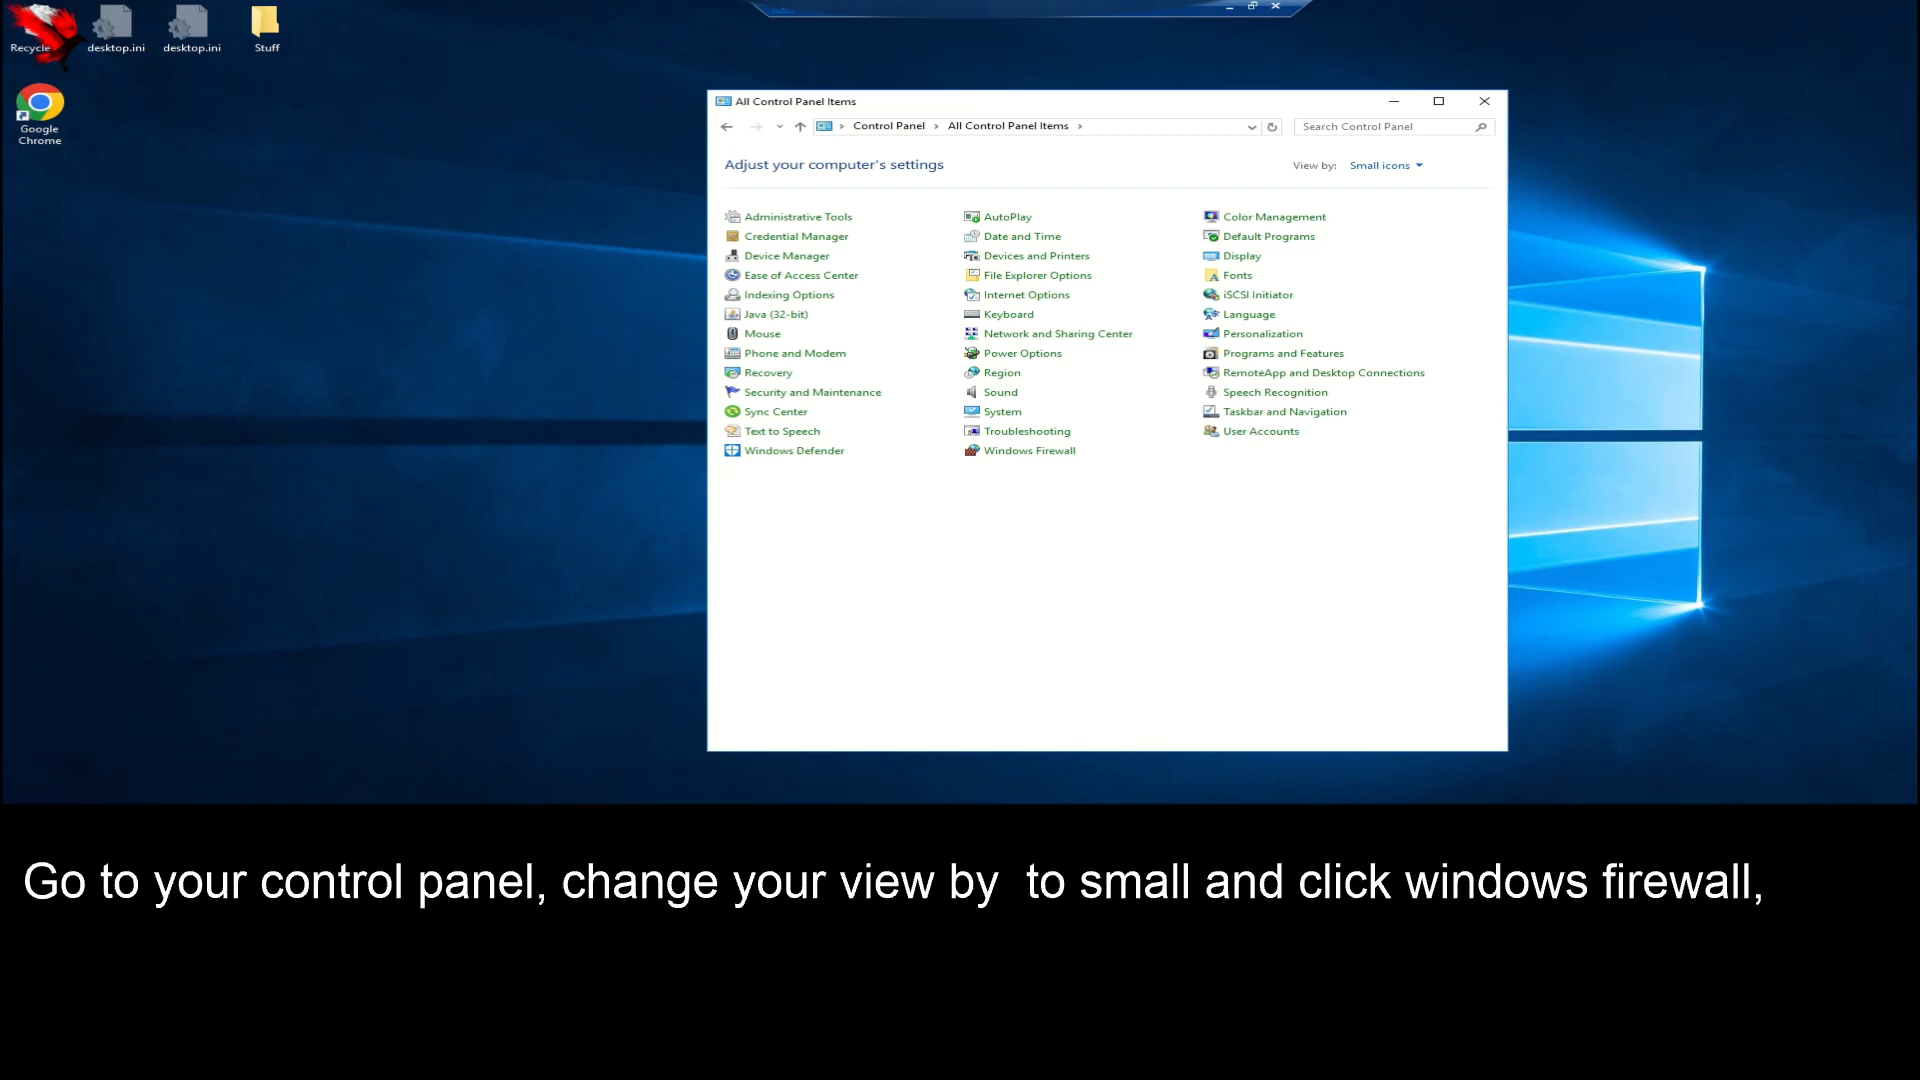 Recycle
desktop.ini
desktop.ini
Stuff
Google
Chrome
All Control Panel Items
Control Panel
All Control Panel Items
Search Control Panel
Adjust your computer's settings
View by:
Small icons
Administrative Tools
AutoPlay
Color Management
Credential Manager
Date and Time
Default Programs
Device Manager
Devices and Printers
Display
Ease of Access Center
File Explorer Options
Fonts
Indexing Options
Internet Options
iSCSI Initiator
Java (32-bit)
Keyboard
Language
Mouse
Network and Sharing Center
Personalization
Phone and Modem
Power Options
Programs and Features
Recovery
Region
RemoteApp and Desktop Connections
Security and Maintenance
Sound
Speech Recognition
Sync Center
System
Taskbar and Navigation
Text to Speech
Troubleshooting
User Accounts
Windows Defender
Windows Firewall
Go to your control panel, change your view by  to small and click windows firewall,